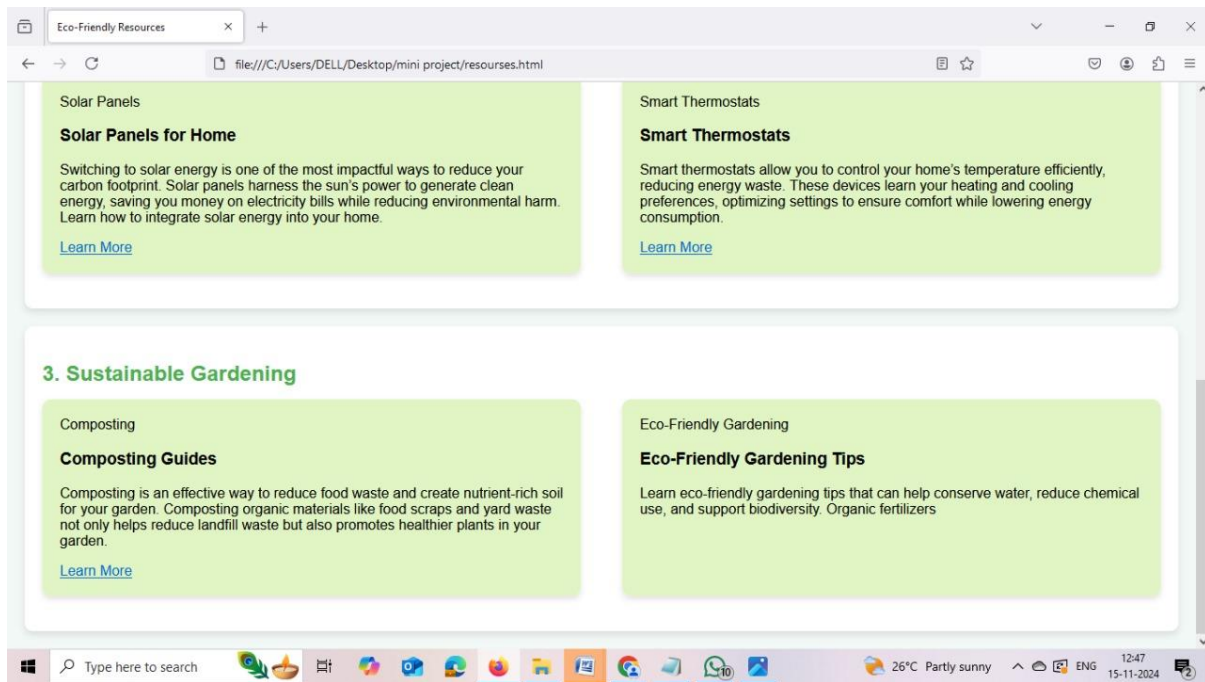 Eco-Friendly Resources
file:///C:/Users/DELL/Desktop/mini project/resourses.html
Solar Panels
Solar Panels for Home
Switching to solar energy is one of the most impactful ways to reduce your
carbon footprint. Solar panels harness the sun's power to generate clean
energy, saving you money on electricity bills while reducing environmental harm.
Learn how to integrate solar energy into your home.
Learn More
Smart Thermostats
Smart Thermostats
Smart thermostats allow you to control your home's temperature efficiently,
reducing energy waste. These devices learn your heating and cooling
preferences, optimizing settings to ensure comfort while lowering energy
consumption.
Learn More
3. Sustainable Gardening
Composting
Composting Guides
Composting is an effective way to reduce food waste and create nutrient-rich soil
for your garden. Composting organic materials like food scraps and yard waste
not only helps reduce landfill waste but also promotes healthier plants in your
garden.
Learn More
Eco-Friendly Gardening
Eco-Friendly Gardening Tips
Learn eco-friendly gardening tips that can help conserve water, reduce chemical
use, and support biodiversity. Organic fertilizers
Type here to search
10
26°C Partly sunny
ENG
12:47
15-11-2024
2